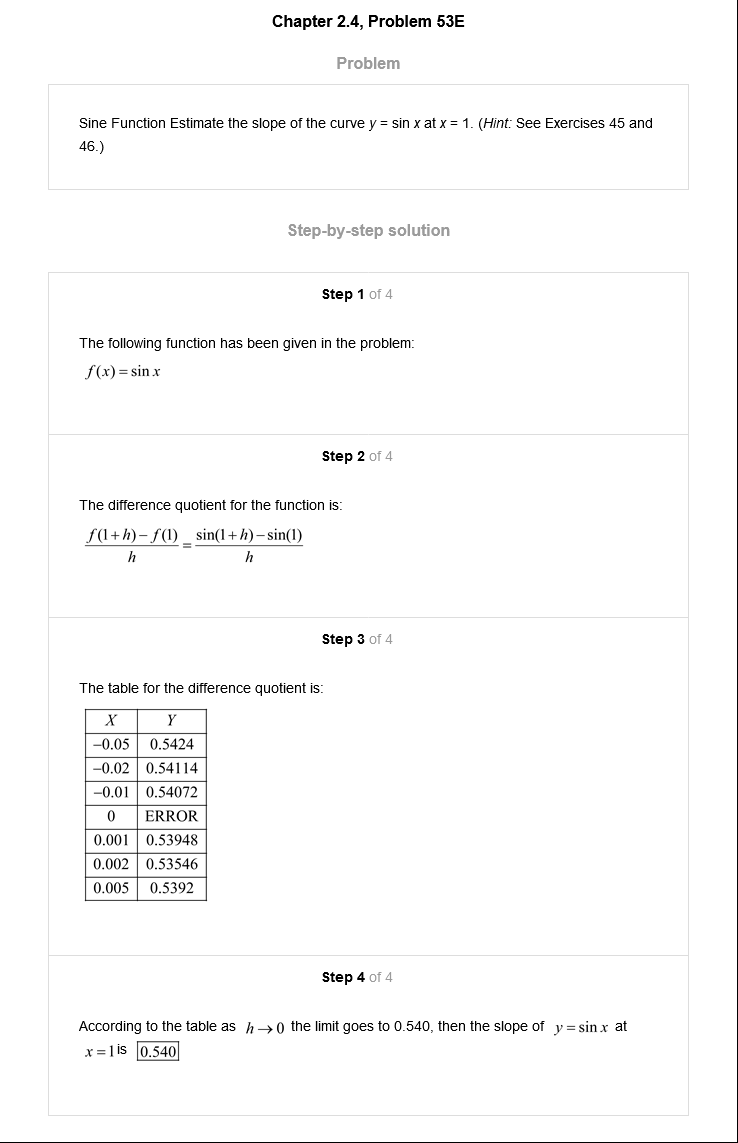 Chapter 2.4, Problem 53E
Problem
Sine Function Estimate the slope of the curve y = sin x at x = 1. (Hint: See Exercises 45 and
46.)
Step-by-step solution
Step 1 of 4
The following function has been given in the problem:
f(x) = sin x
Step 2 of 4
The difference quotient for the function is:
f(1+h) − f(1) / h = sin(1+h) − sin(1) / h
Step 3 of 4
The table for the difference quotient is:
X Y
−0.05 0.5424
−0.02 0.54114
−0.01 0.54072
0 ERROR
0.001 0.53948
0.002 0.53546
0.005 0.5392
Step 4 of 4
According to the table as h → 0 the limit goes to 0.540, then the slope of y = sin x at
x = 1 is 0.540